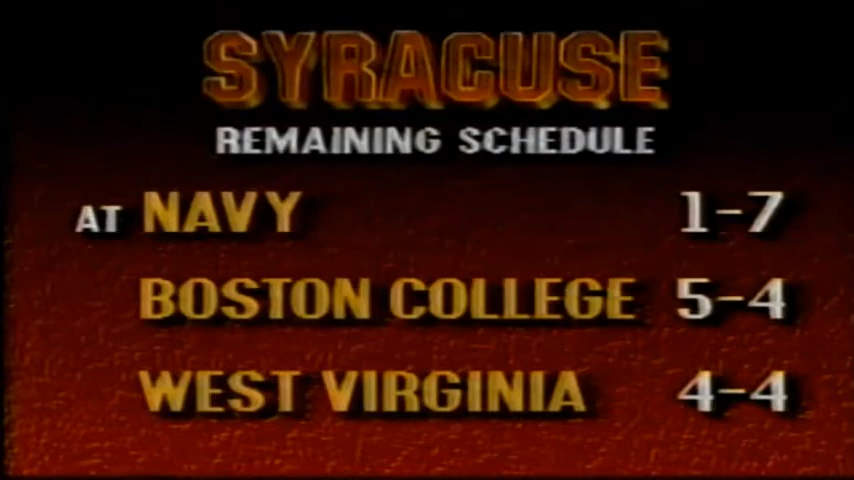 SYRACUSE
REMAINING SCHEDULE
AT NAVY 1-7
BOSTON COLLEGE 5-4
WEST VIRGINIA 4-4